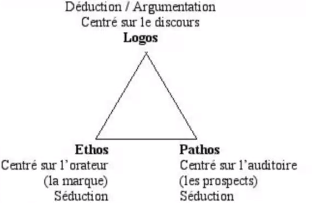 Déduction / Argumentation
Centré sur le discours
Logos
Ethos
Centré sur l'orateur
(la marque)
Séduction
Pathos
Centré sur l'auditoire
(les prospects)
Séduction